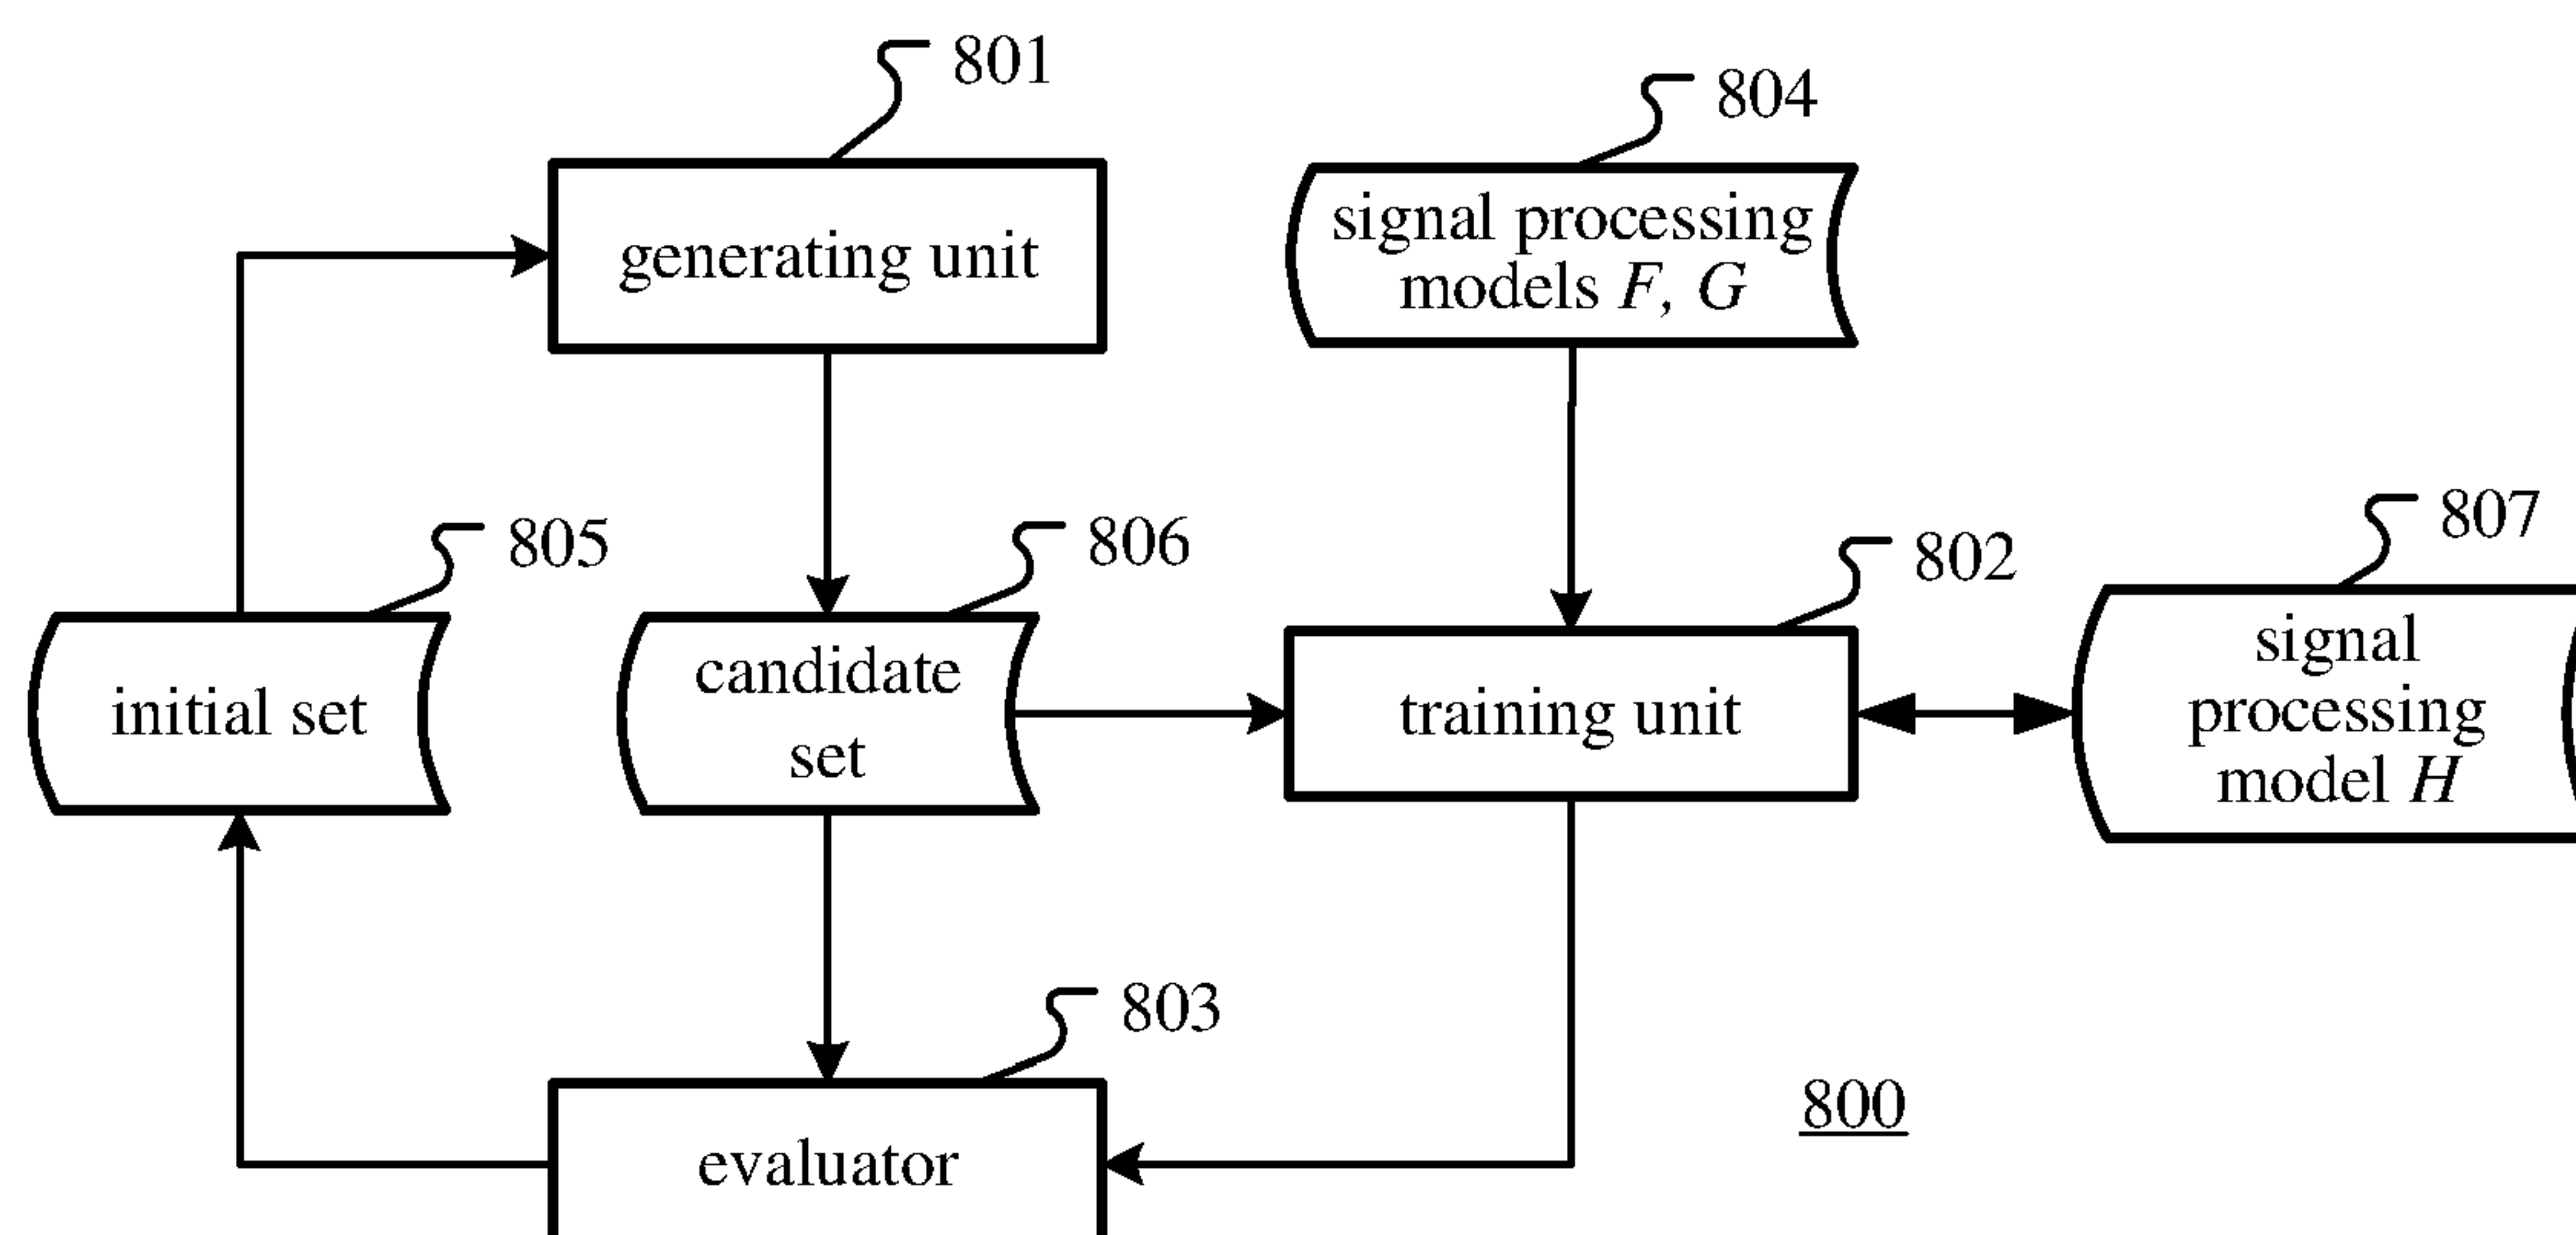 801
804
generating unit
signal processing
models F, G
805
806
802
807
initial set
candidate
set
training unit
signal
processing
model H
803
evaluator
800